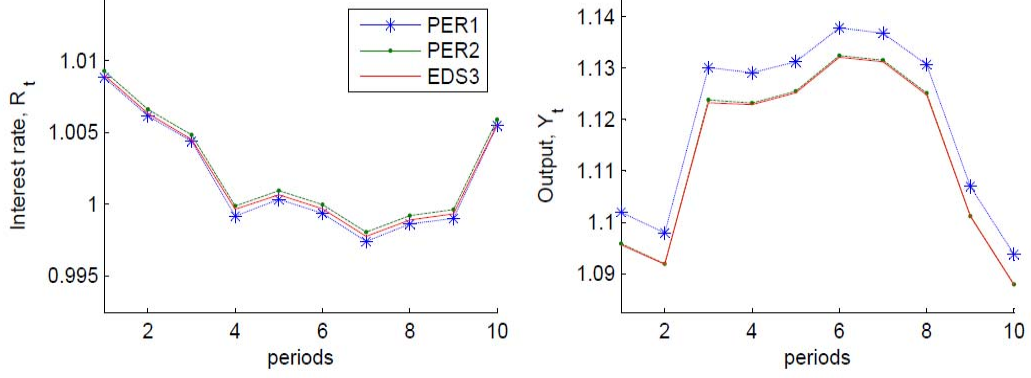 Interest rate, R_t
1.01
1.005
1
0.995
2 4 6 8 10
periods
PER1
PER2
EDS3
Output, Y_t
1.14
1.13
1.12
1.11
1.10
1.09
2 4 6 8 10
periods